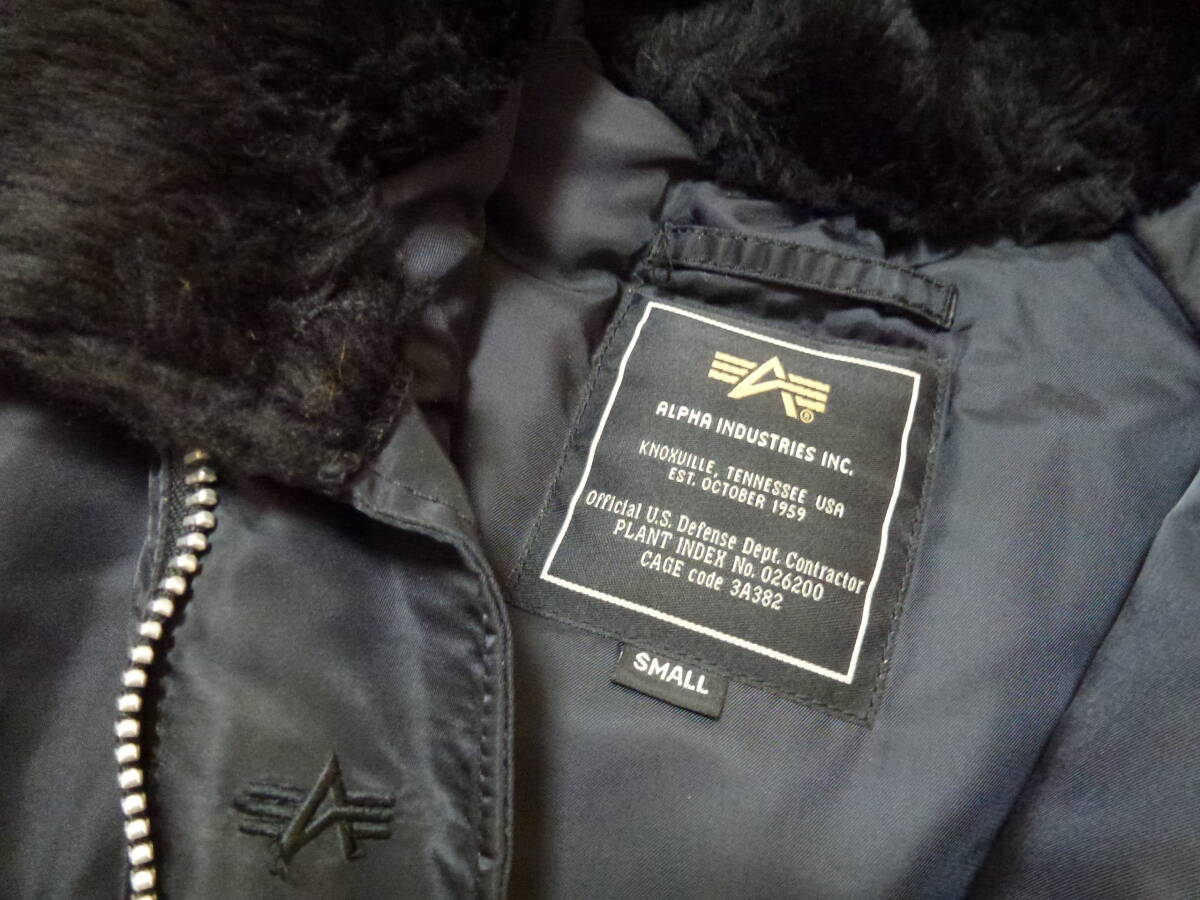 ®
ALPHA INDUSTRIES INC.
KNOXVILLE, TENNESSEE USA
EST. OCTOBER 1959
Official U.S. Defense Dept. Contractor
PLANT INDEX No. 026200
CAGE code 3A382
SMALL